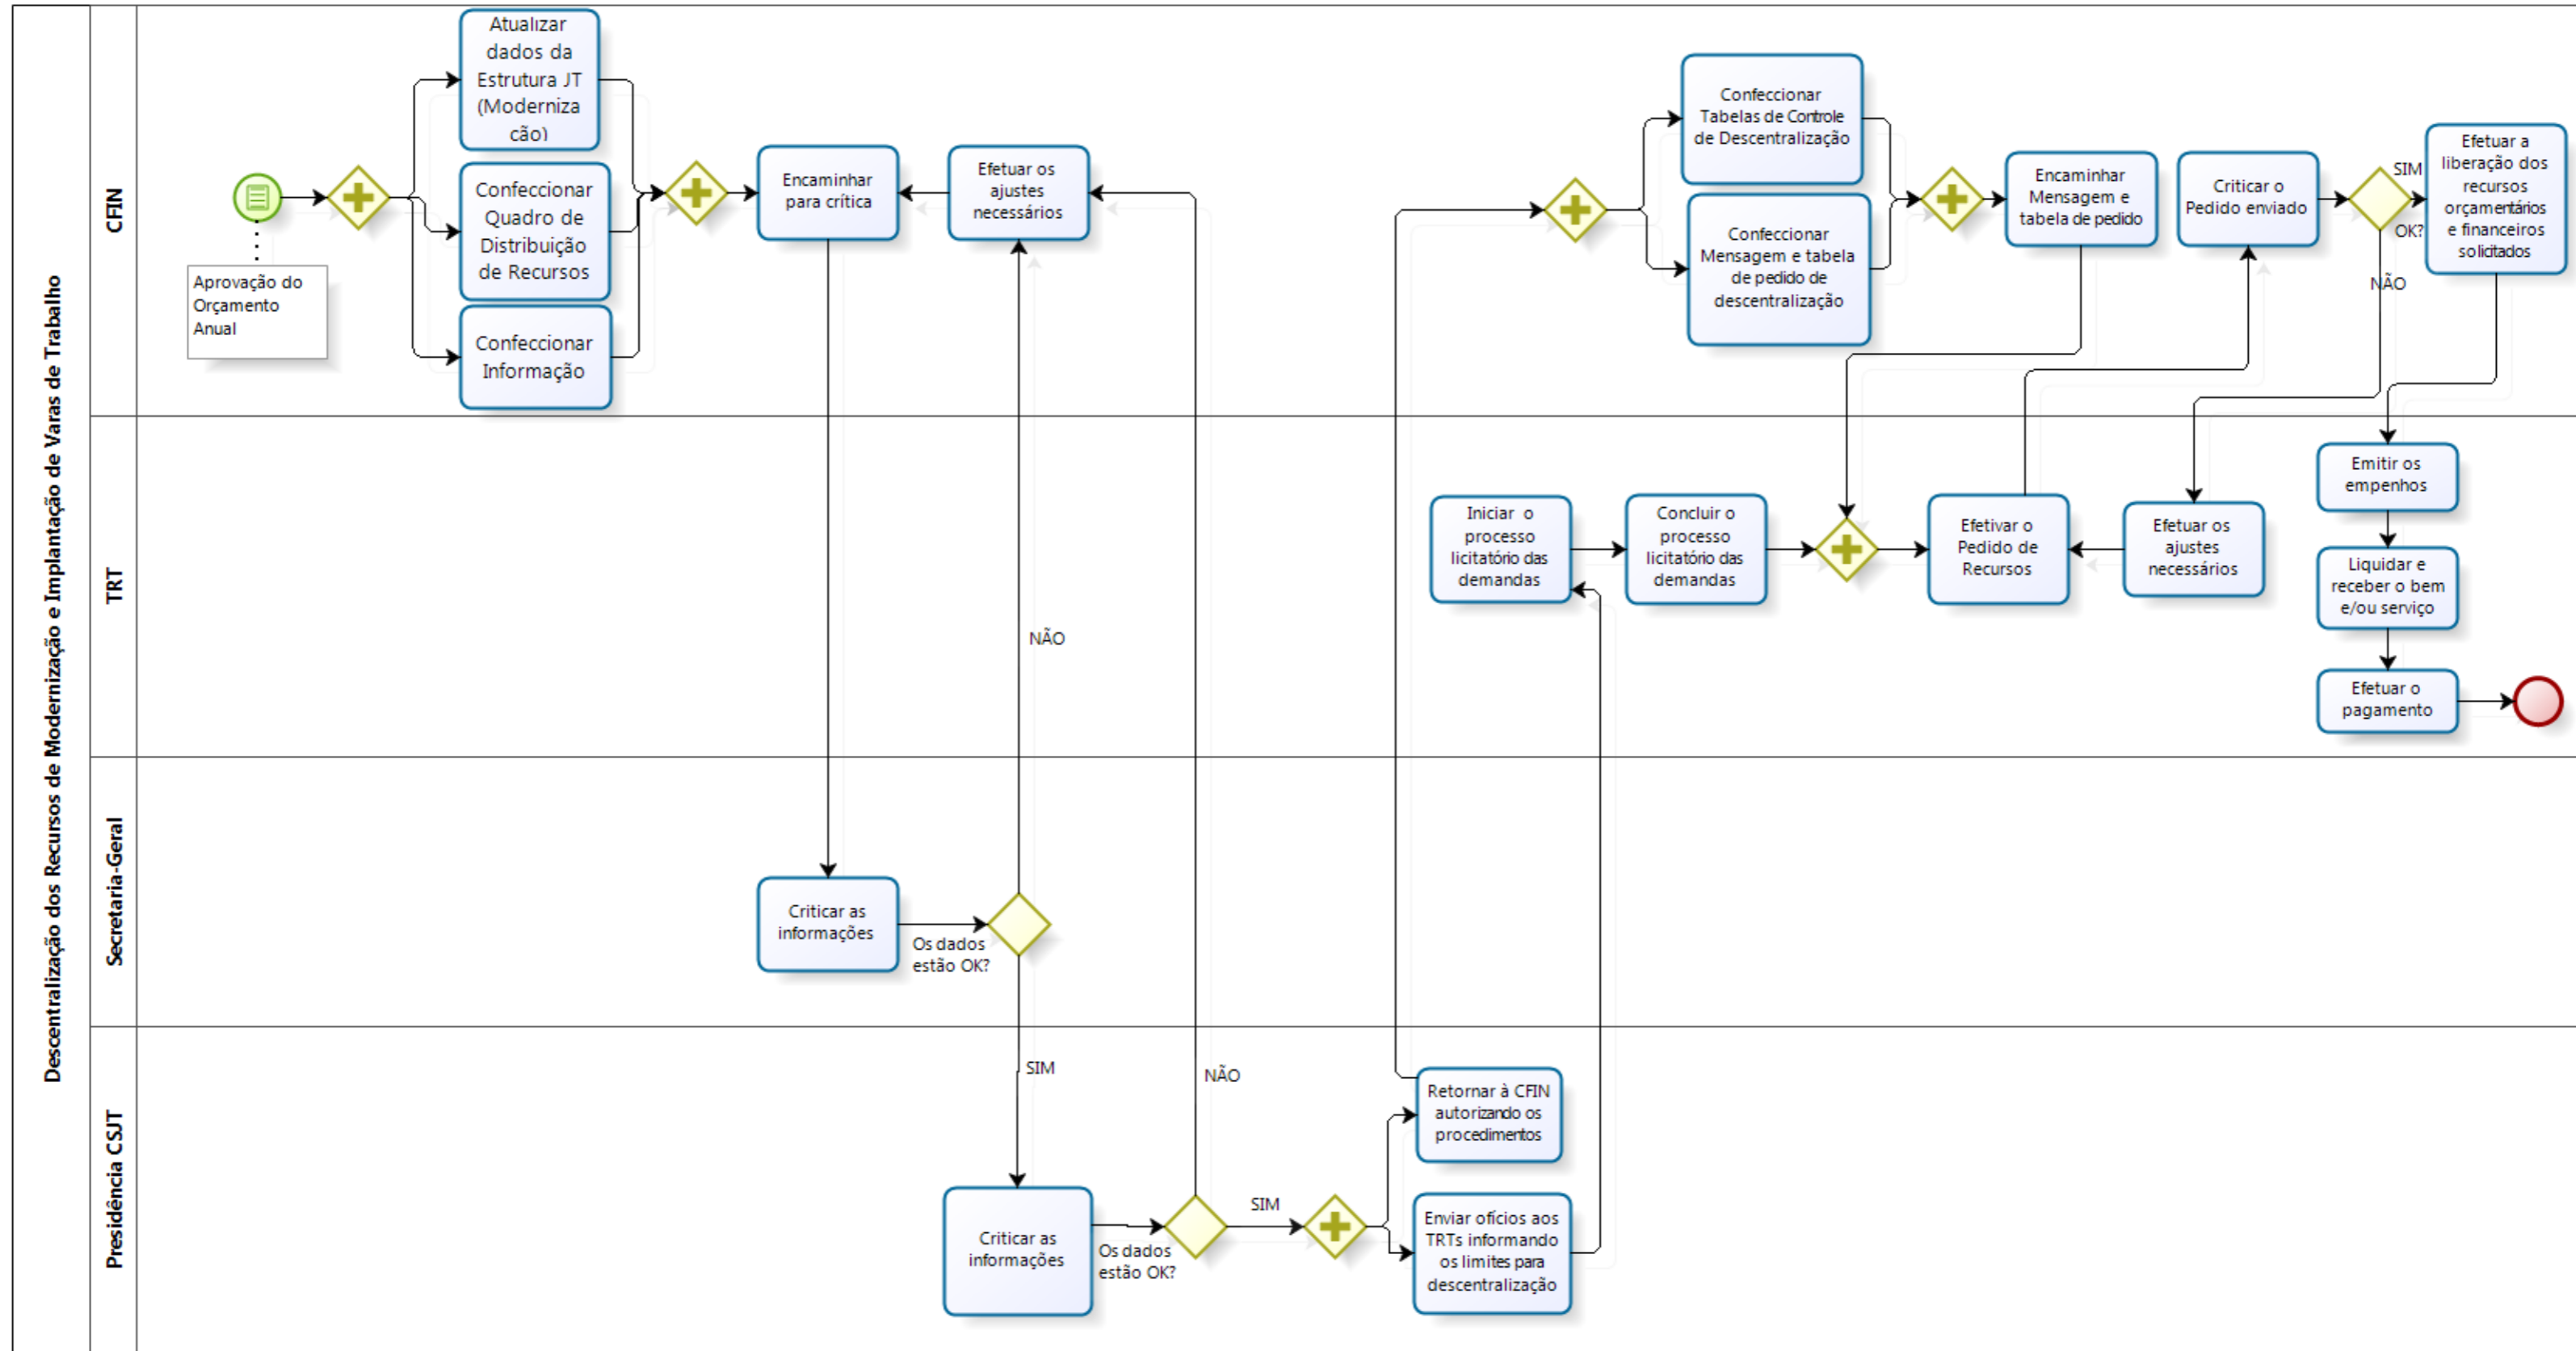 Descentralização dos Recursos de Modernização e Implantação de Varas de Trabalho
CFIN
Aprovação do
Orçamento
Anual
Atualizar
dados da
Estrutura JT
(Moderniza
ção)
Confeccionar
Quadro de
Distribuição
de Recursos
Confeccionar
Informação
Encaminhar
para crítica
Efetuar os
ajustes
necessários
Confeccionar
Tabelas de Controle
de Descentralização
Confeccionar
Mensagem e tabela
de pedido de
descentralização
Encaminhar
Mensagem e
tabela de pedido
Criticar o
Pedido enviado
SIM
OK?
NÃO
Efetuar a
liberação dos
recursos
orçamentários
e financeiros
solicitados
TRT
NÃO
Iniciar o
processo
licitatório das
demandas
Concluir o
processo
licitatório das
demandas
Efetivar o
Pedido de
Recursos
Efetuar os
ajustes
necessários
Emitir os
empenhos
Liquidar e
receber o bem
e/ou serviço
Efetuar o
pagamento
Secretaria-Geral
Criticar as
informações
Os dados
estão OK?
Presidência CSJT
SIM
Criticar as
informações
Os dados
estão OK?
NÃO
SIM
Retornar à CFIN
autorizando os
procedimentos
Enviar ofícios aos
TRTs informando
os limites para
descentralização